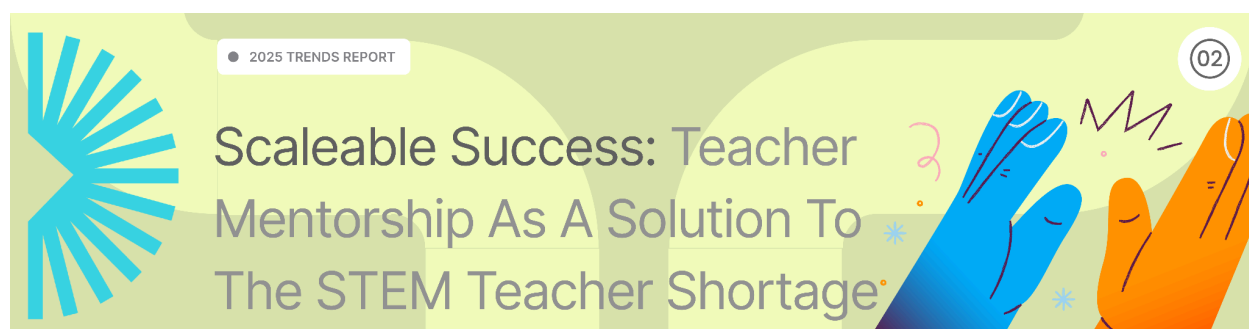 2025 TRENDS REPORT
02
Scaleable Success: Teacher
Mentorship As A Solution To
The STEM Teacher Shortage